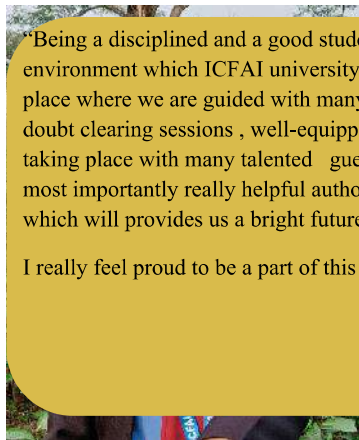 “Being a disciplined and a good stud
environment which ICFAI university
place where we are guided with many
doubt clearing sessions , well-equipp
taking place with many talented gue
most importantly really helpful autho
which will provides us a bright future
I really feel proud to be a part of this
ICFAI